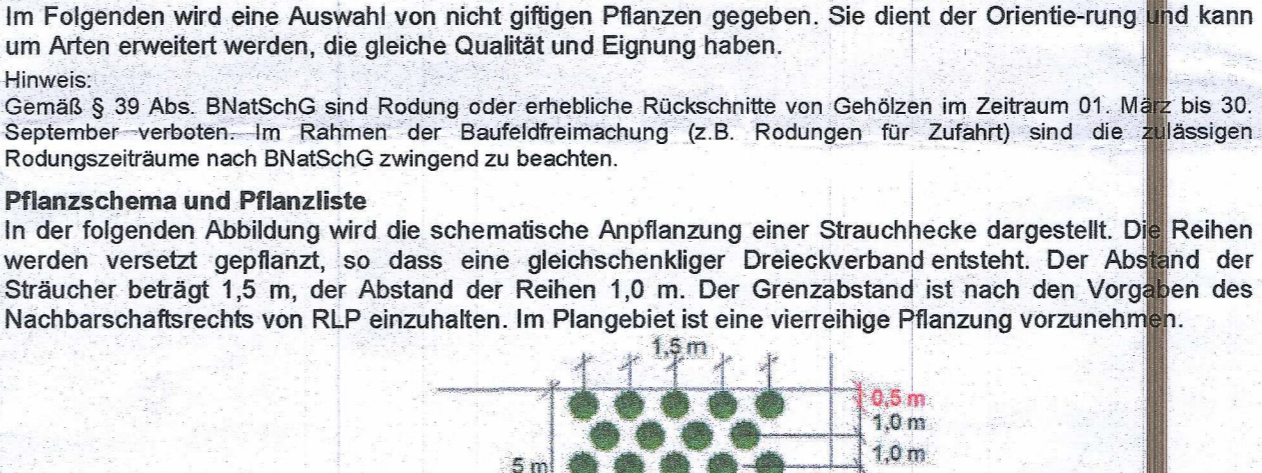 Im Folgenden wird eine Auswahl von nicht giftigen Pflanzen gegeben. Sie dient der Orientie-rung und kann
um Arten erweitert werden, die gleiche Qualität und Eignung haben.
Hinweis:
Gemäß § 39 Abs. BNatSchG sind Rodung oder erhebliche Rückschnitte von Gehölzen im Zeitraum 01. März bis 30.
September verboten. Im Rahmen der Baufeldfreimachung (z.B. Rodungen für Zufahrt) sind die zulässigen
Rodungszeiträume nach BNatSchG zwingend zu beachten.
Pflanzschema und Pflanzliste
In der folgenden Abbildung wird die schematische Anpflanzung einer Strauchhecke dargestellt. Die Reihen
werden versetzt gepflanzt, so dass eine gleichschenkliger Dreieckverband entsteht. Der Abstand der
Sträucher beträgt 1,5 m, der Abstand der Reihen 1,0 m. Der Grenzabstand ist nach den Vorgaben des
Nachbarschaftsrechts von RLP einzuhalten. Im Plangebiet ist eine vierreihige Pflanzung vorzunehmen.
1,5 m
0,5 m
1,0 m
1,0 m
5 m